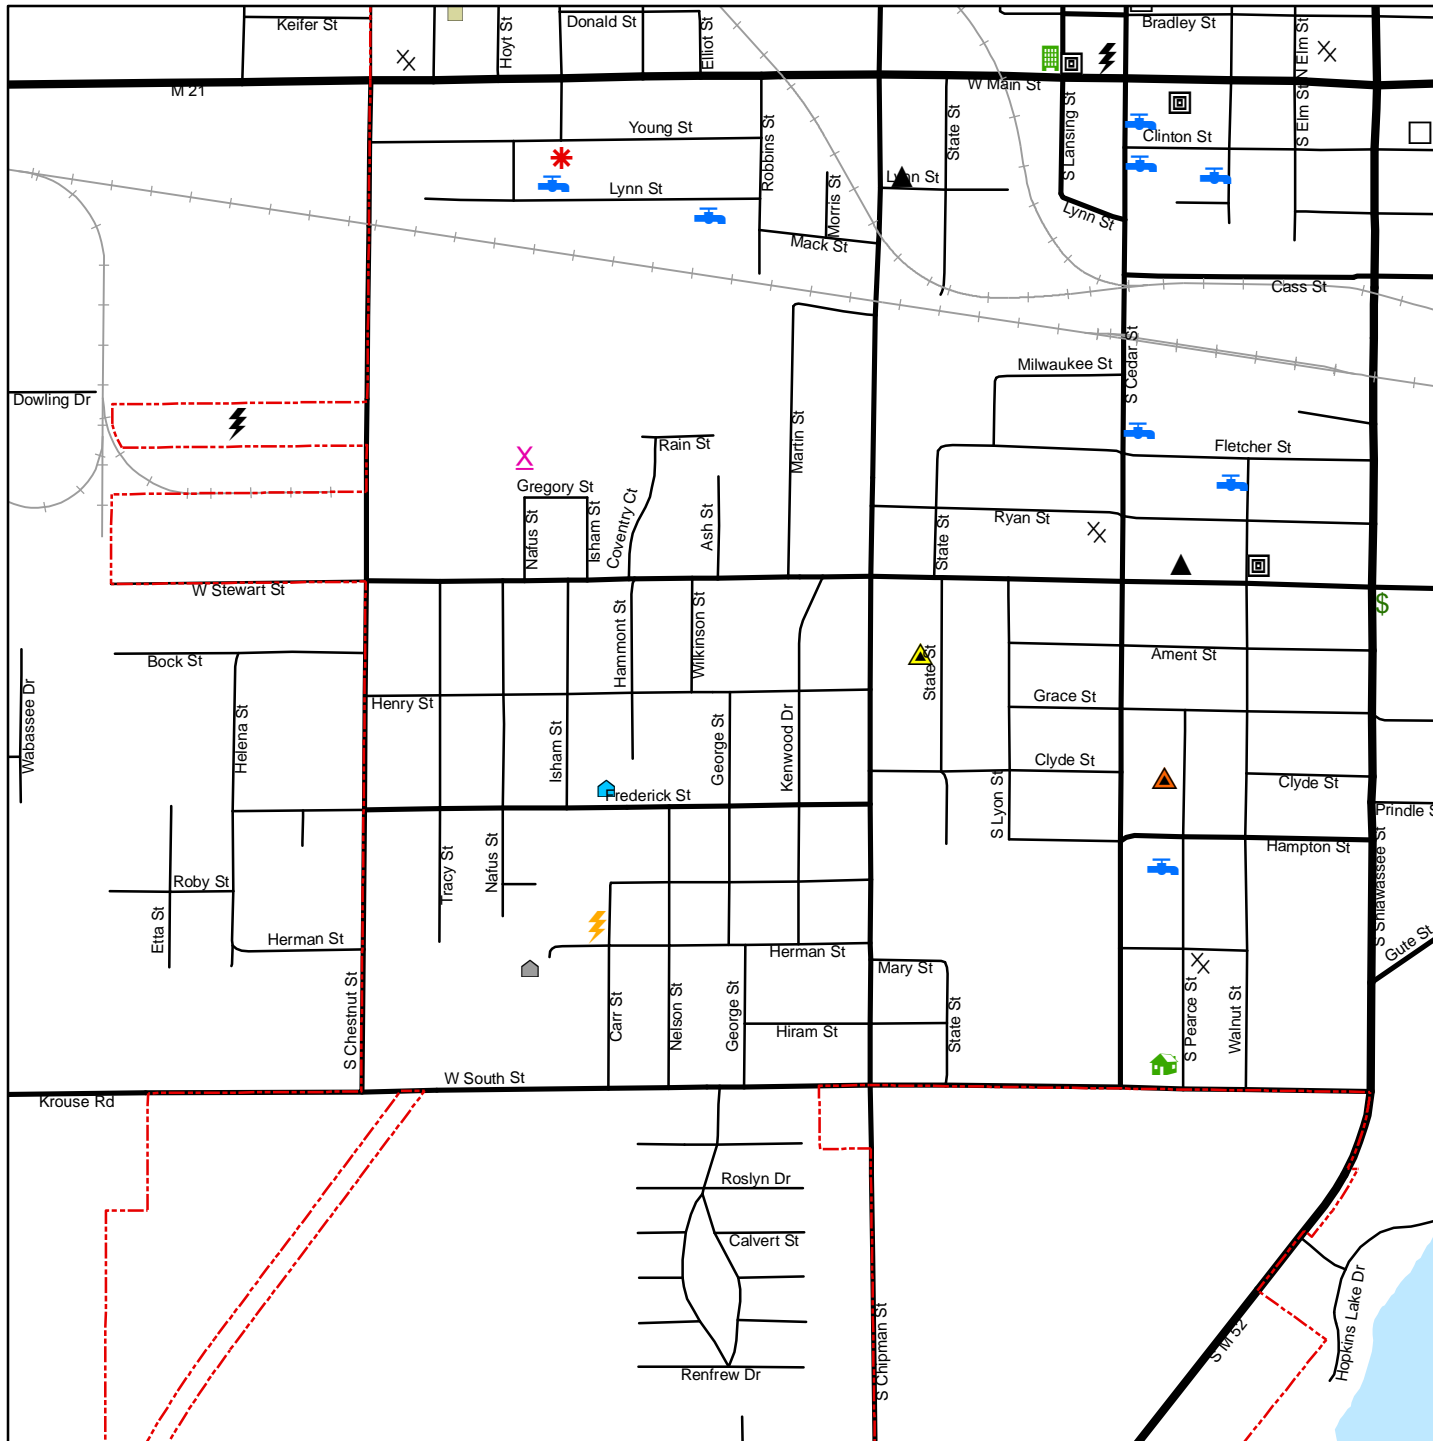 Keifer St
Hoyt St
Donald St
Elliot St
Bradley St
N Elm St
M 21
W Main St
Young St
Robbins St
State St
S Lansing St
Clinton St
S Elm St
Lynn St
Morris St
Lynn St
Lynn St
Mack St
Cass St
Milwaukee St
S Cedar St
Dowling Dr
Rain St
Martin St
Fletcher St
X
Gregory St
Nafus St
Isham St
Coventry Ct
Ash St
State St
Ryan St
W Stewart St
$
Hammont St
Wilkinson St
Bock St
State St
Ament St
Wabassee Dr
Helena St
Henry St
Isham St
George St
Kenwood Dr
Grace St
Clyde St
Clyde St
Frederick St
S Lyon St
Prindle S
Hampton St
Tracy St
Nafus St
Roby St
Etta St
Herman St
Herman St
Mary St
S Shiawassee St
Gute St
S Chestnut St
Carr St
Nelson St
George St
Hiram St
State St
S Pearce St
Walnut St
W South St
Krouse Rd
Roslyn Dr
Calvert St
Renfrew Dr
S Chipman St
S M 52
Hopkins Lake Dr